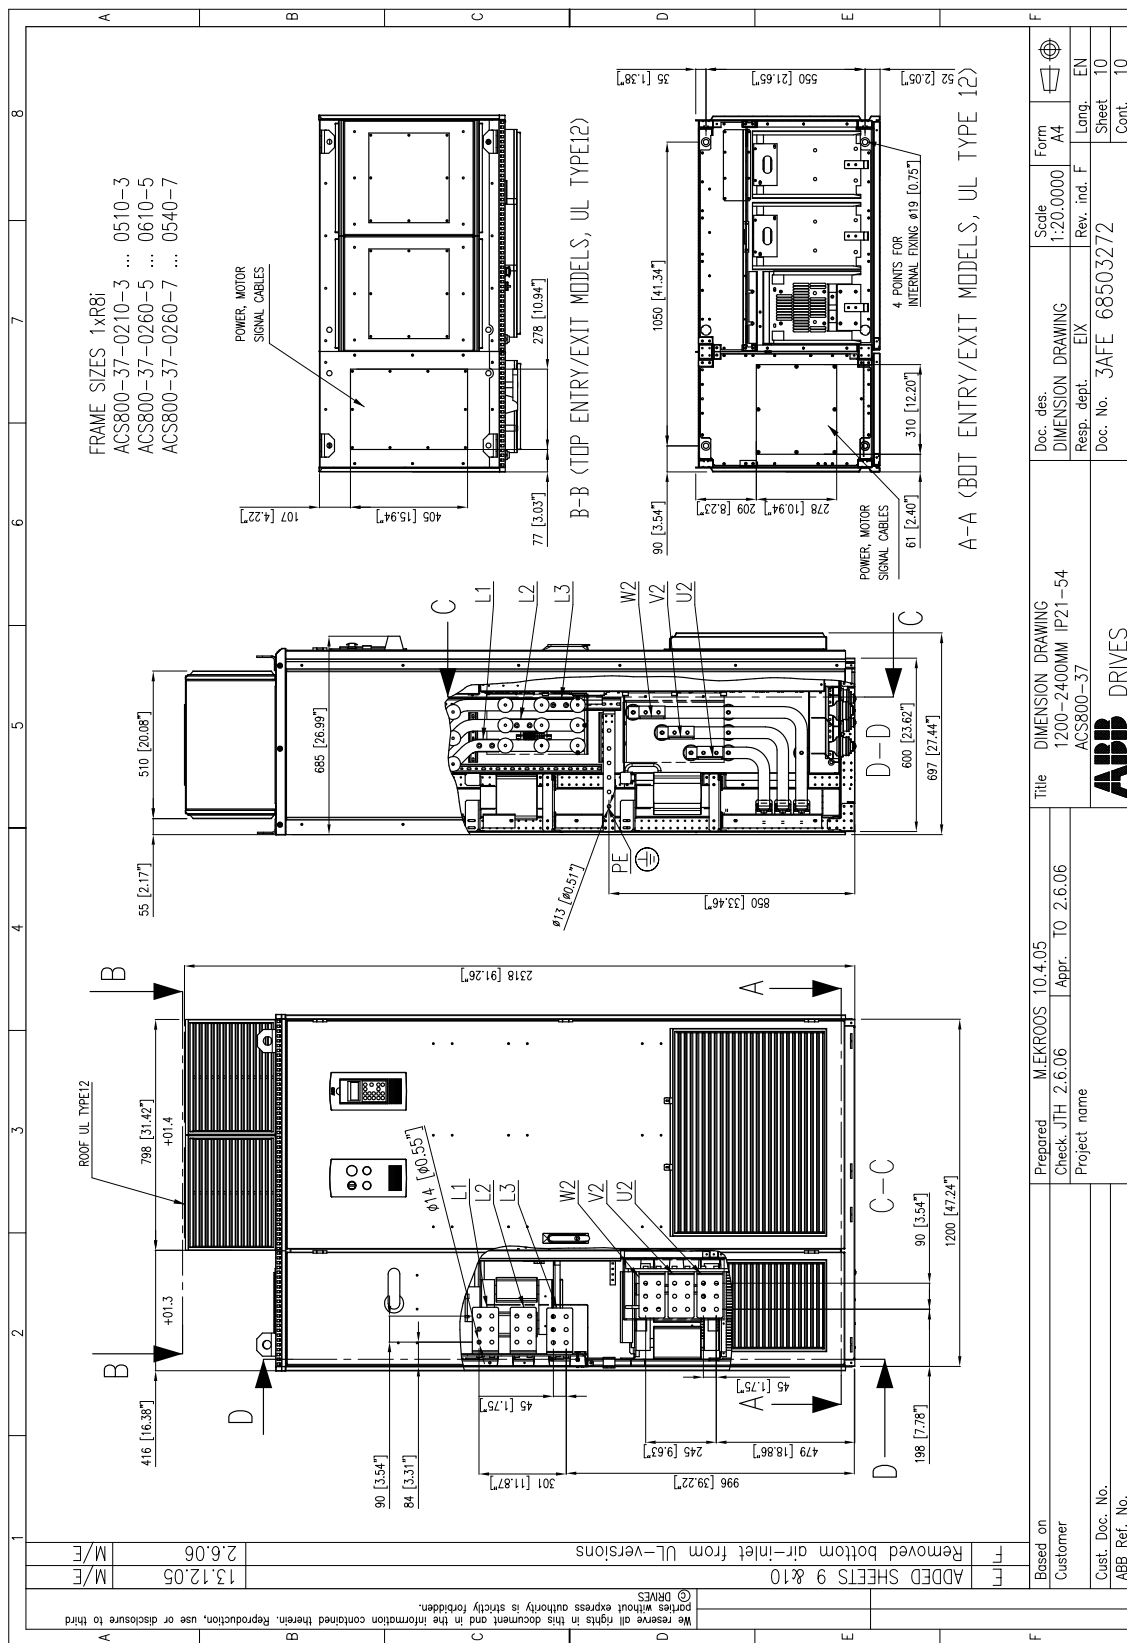 FRAME SIZES 1xR8i
ACS800-37-0210-3 ... 0510-3
ACS800-37-0260-5 ... 0610-5
ACS800-37-0260-7 ... 0540-7
POWER, MOTOR
SIGNAL CABLES
107 [4.22"]
405 [15.94"]
77 [3.03"]
278 [10.94"]
B-B (TOP ENTRY/EXIT MODELS, UL TYPE12)
35 [1.38"]
550 [21.65"]
52 [2.05"]
1050 [41.34"]
90 [3.54"]
209 [8.23"]
278 [10.94"]
61 [2.40"]
310 [12.20"]
4 POINTS FOR
INTERNAL FIXING ø19 [0.75"]
POWER, MOTOR
SIGNAL CABLES
A-A (BOT ENTRY/EXIT MODELS, UL TYPE 12)
510 [20.08"]
55 [2.17"]
685 [26.99"]
C
L1
L2
L3
W2
V2
U2
C
PE
ø13 [ø0.51"]
850 [33.46"]
D-D
600 [23.62"]
697 [27.44"]
B
2318 [91.26"]
A
ROOF UL TYPE12
798 [31.42"]
+01.4
+01.3
B
416 [16.38"]
D
ø14 [ø0.55"]
L1
L2
L3
W2
V2
U2
90 [3.54"]
84 [3.31"]
301 [11.87"]
45 [1.75"]
996 [39.22"]
245 [9.63"]
45 [1.75"]
479 [18.86"]
A
D
C-C
90 [3.54"]
1200 [47.24"]
198 [7.78"]
F Removed bottom air-inlet from UL-versions 2.6.06 M/E
E ADDED SHEETS 9 &10 13.12.05 M/E
We reserve all rights in this document and in the information contained therein. Reproduction, use or disclosure to third
parties without express authority is strictly forbidden.
© DRIVES
Based on
Customer
Cust. Doc. No.
ABB Ref. No.
Prepared M.EKROOS 10.4.05
Check. JTH 2.6.06
Appr. TO 2.6.06
Project name
Title
DIMENSION DRAWING
1200-2400MM IP21-54
ACS800-37
ABB DRIVES
Doc. des.
DIMENSION DRAWING
Resp. dept. EIX
Doc. No. 3AFE 68503272
Scale
1:20.0000
Form
A4
Rev. ind. F
Lang. EN
Sheet 10
Cont. 10
1
2
3
4
5
6
7
8
A
B
C
D
E
F
A
B
C
D
E
F